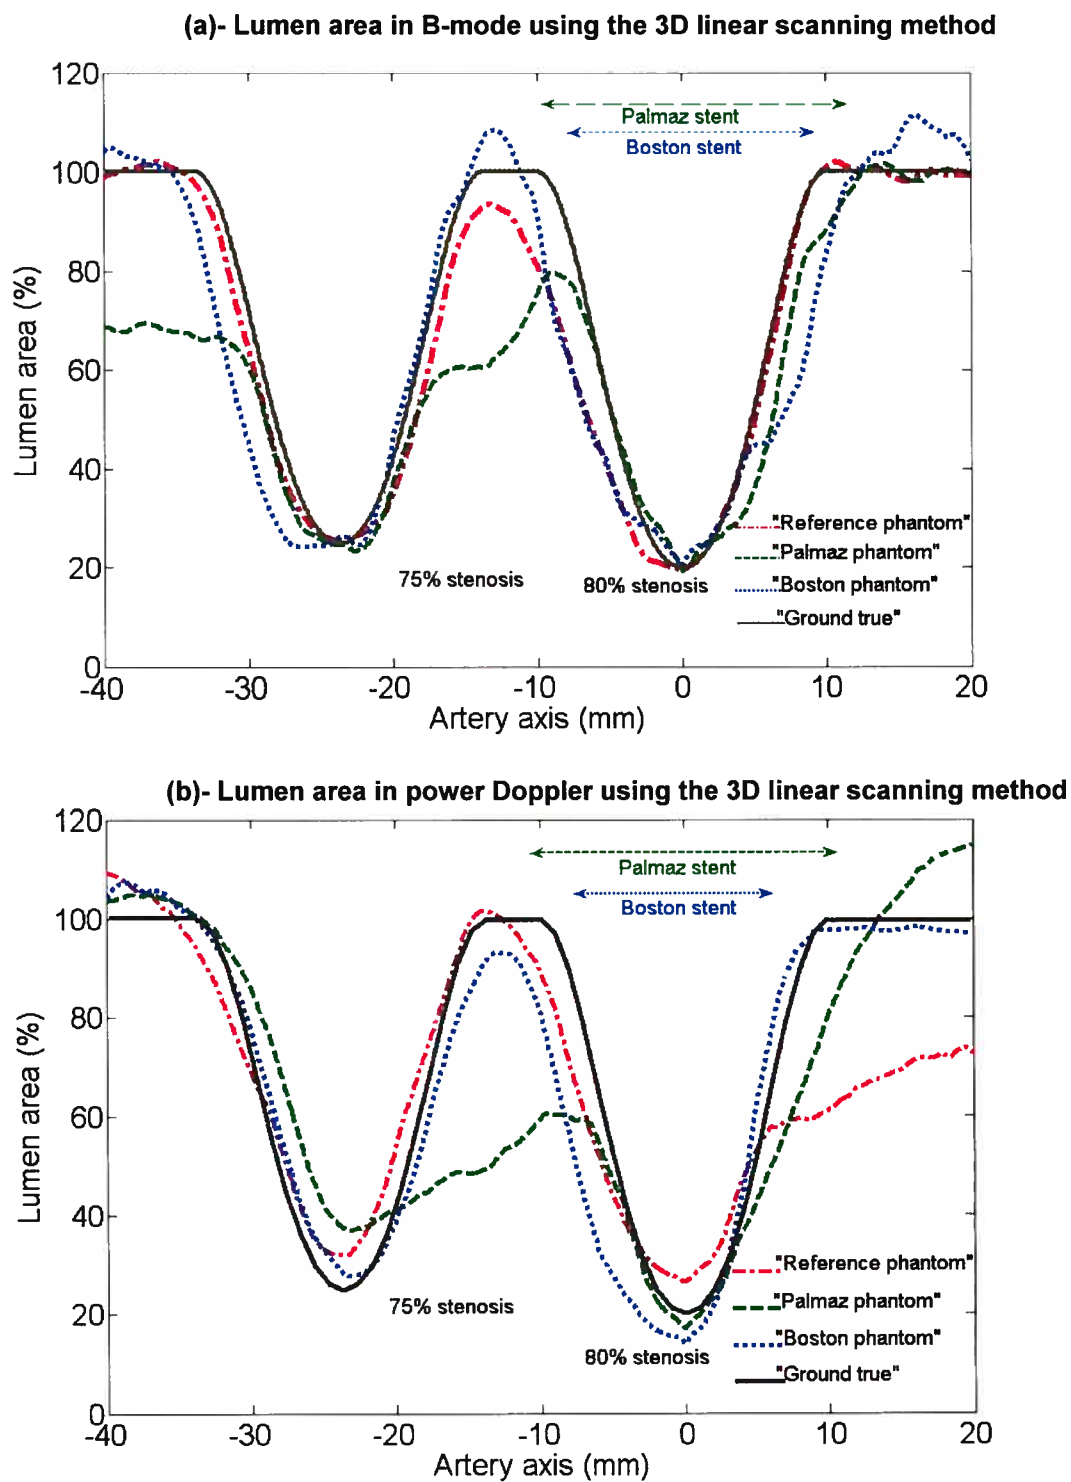 (a)- Lumen area in B-mode using the 3D linear scanning method
120
100
80
60
40
20
0
Lumen area (%)
Palmaz stent
Boston stent
75% stenosis
80% stenosis
"Reference phantom"
"Palmaz phantom"
"Boston phantom"
"Ground true"
-40 -30 -20 -10 0 10 20
Artery axis (mm)
(b)- Lumen area in power Doppler using the 3D linear scanning method
120
100
80
60
40
20
0
Lumen area (%)
Palmaz stent
Boston stent
75% stenosis
80% stenosis
"Reference phantom"
"Palmaz phantom"
"Boston phantom"
"Ground true"
-40 -30 -20 -10 0 10 20
Artery axis (mm)